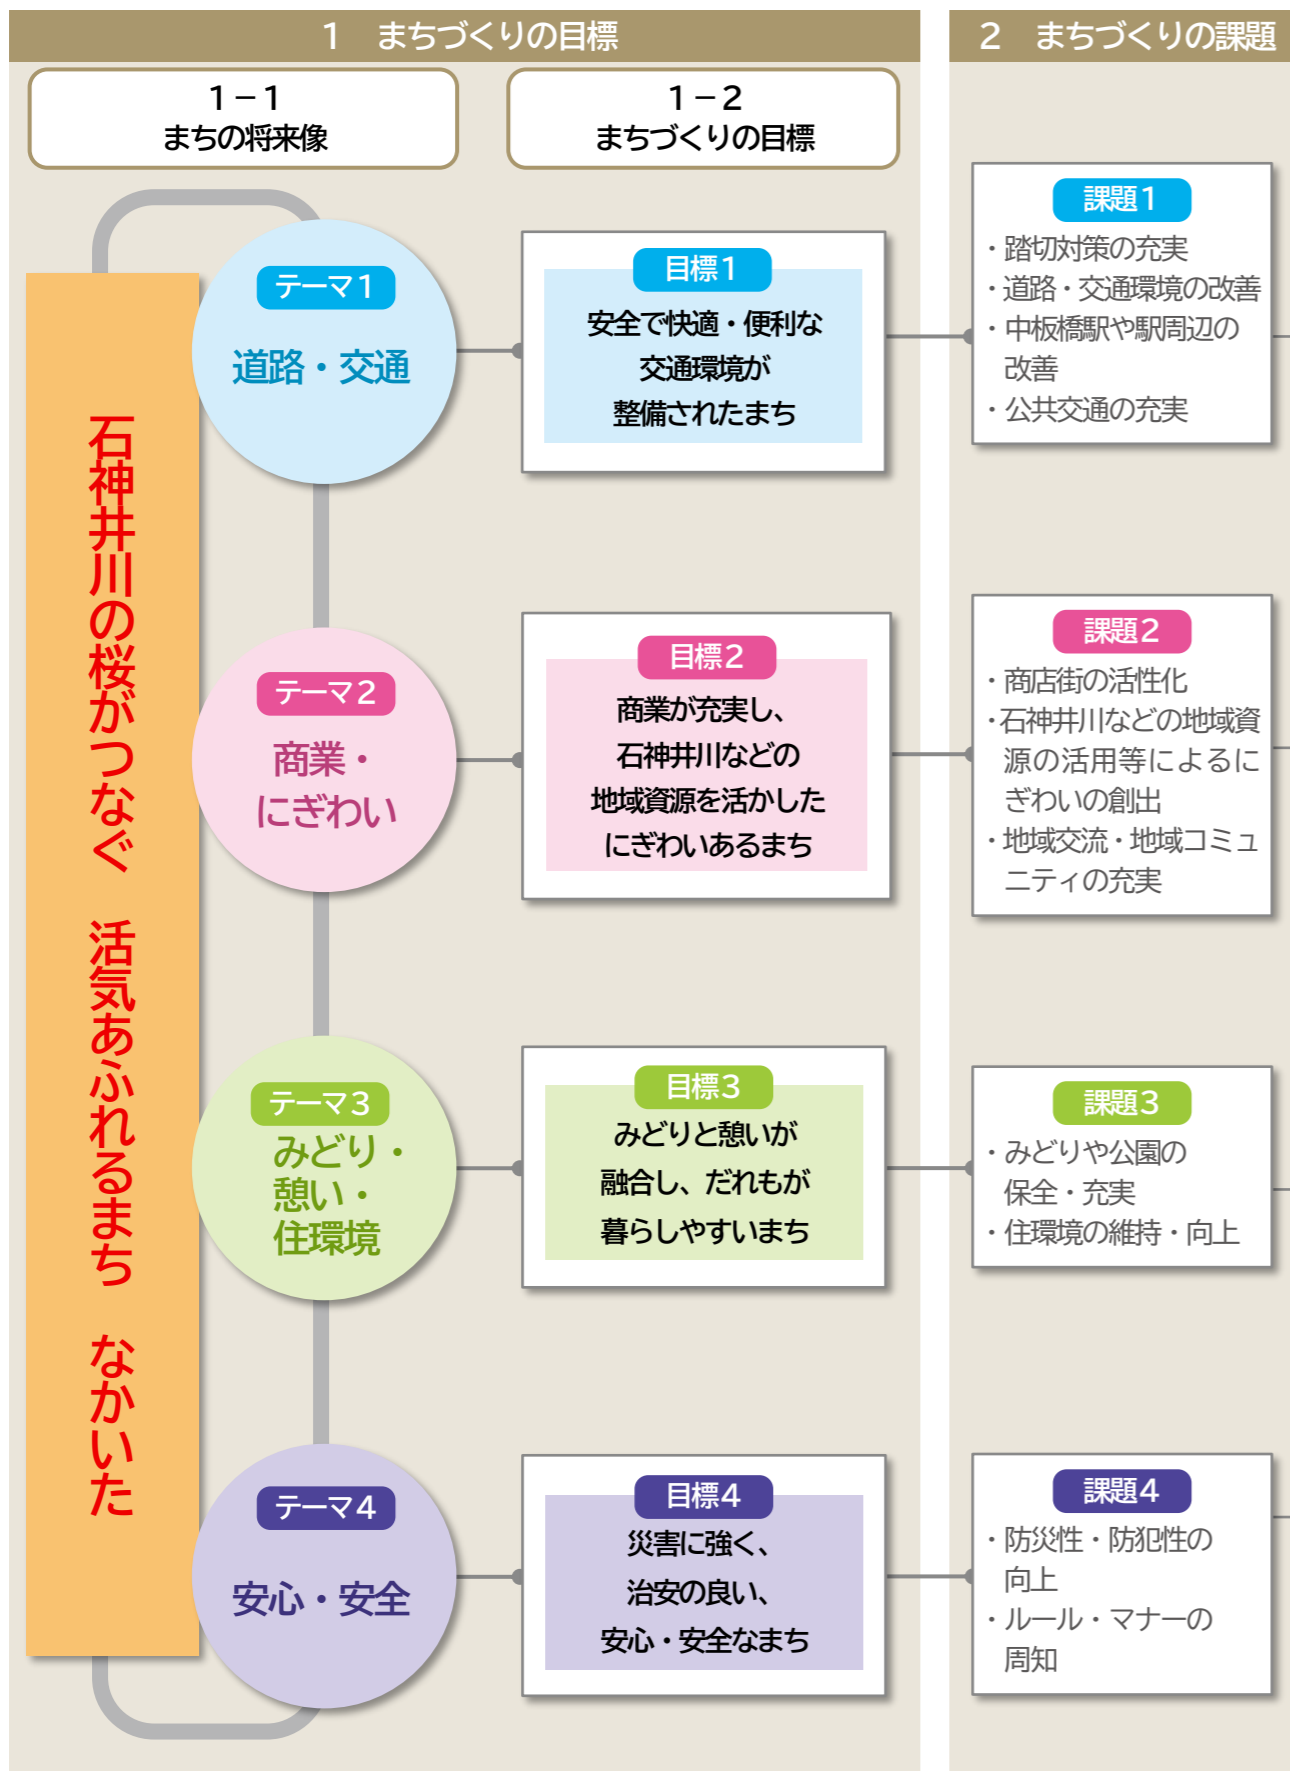 1　まちづくりの目標
1－1
まちの将来像
1－2
まちづくりの目標
石神井川の桜がつなぐ　活気あふれるまち　なかいた
テーマ1
道路・交通
目標1
安全で快適・便利な
交通環境が
整備されたまち
テーマ2
商業・
にぎわい
目標2
商業が充実し、
石神井川などの
地域資源を活かした
にぎわいあるまち
テーマ3
みどり・
憩い・
住環境
目標3
みどりと憩いが
融合し、だれもが
暮らしやすいまち
テーマ4
安心・安全
目標4
災害に強く、
治安の良い、
安心・安全なまち
2　まちづくりの課題
課題1
・踏切対策の充実
・道路・交通環境の改善
・中板橋駅や駅周辺の
改善
・公共交通の充実
課題2
・商店街の活性化
・石神井川などの地域資
源の活用等によるに
ぎわいの創出
・地域交流・地域コミュ
ニティの充実
課題3
・みどりや公園の
保全・充実
・住環境の維持・向上
課題4
・防災性・防犯性の
向上
・ルール・マナーの
周知